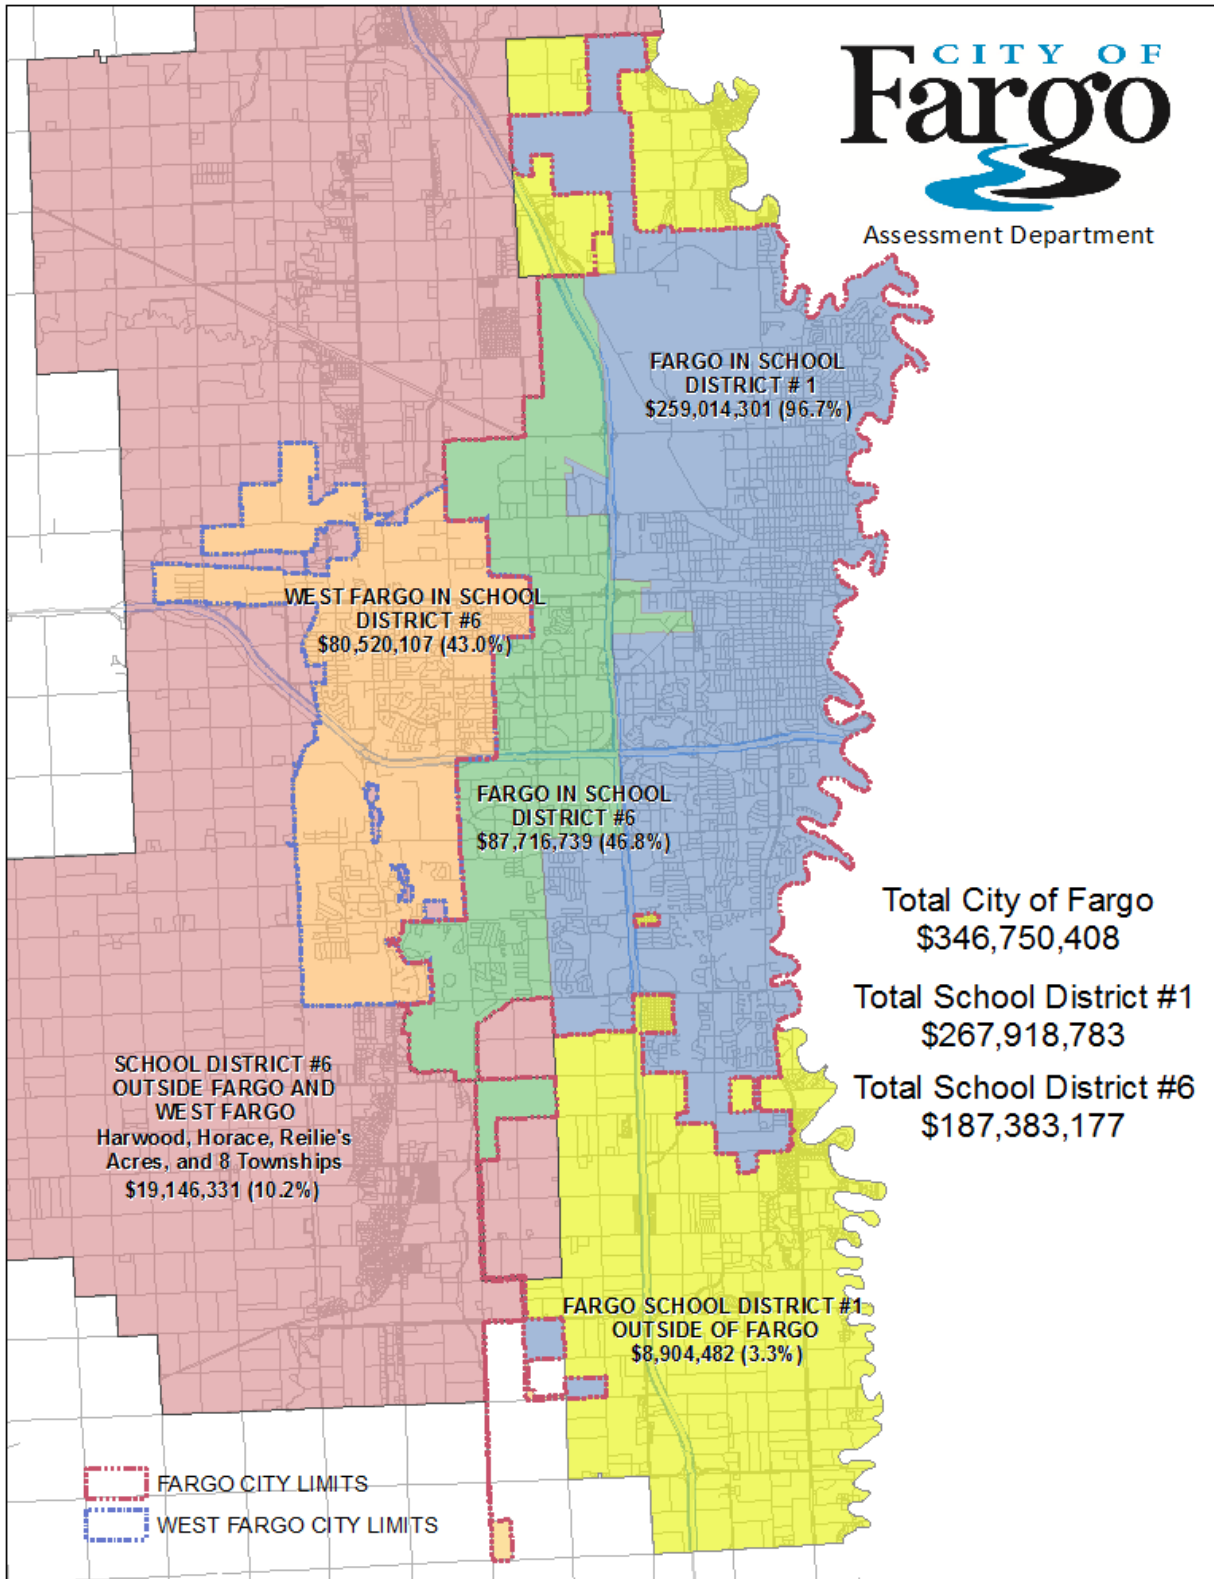 CITY OF
Fargo
Assessment Department
FARGO IN SCHOOL
DISTRICT # 1
$259,014,301 (96.7%)
WEST FARGO IN SCHOOL
DISTRICT #6
$80,520,107 (43.0%)
FARGO IN SCHOOL
DISTRICT #6
$87,716,739 (46.8%)
Total City of Fargo
$346,750,408
Total School District #1
$267,918,783
Total School District #6
$187,383,177
SCHOOL DISTRICT #6
OUTSIDE FARGO AND
WEST FARGO
Harwood, Horace, Reilie's
Acres, and 8 Townships
$19,146,331 (10.2%)
FARGO SCHOOL DISTRICT #1
OUTSIDE OF FARGO
$8,904,482 (3.3%)
FARGO CITY LIMITS
WEST FARGO CITY LIMITS